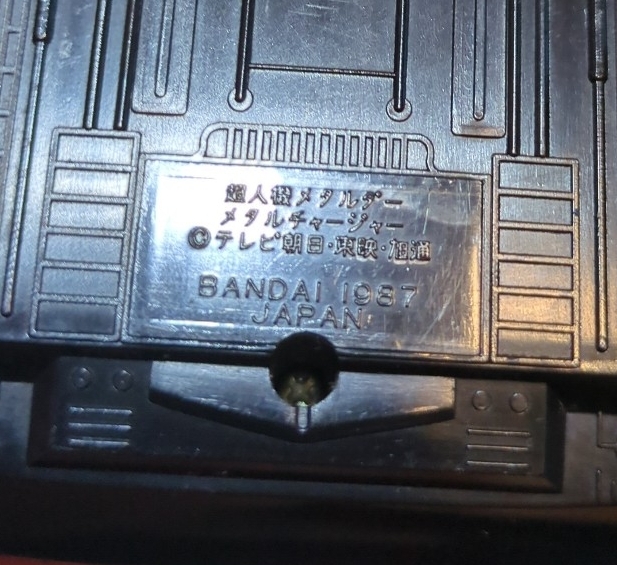 超人機メタルダー
メタルチャージャー
©テレビ朝日・東映・旭通
BANDAI 1987
JAPAN